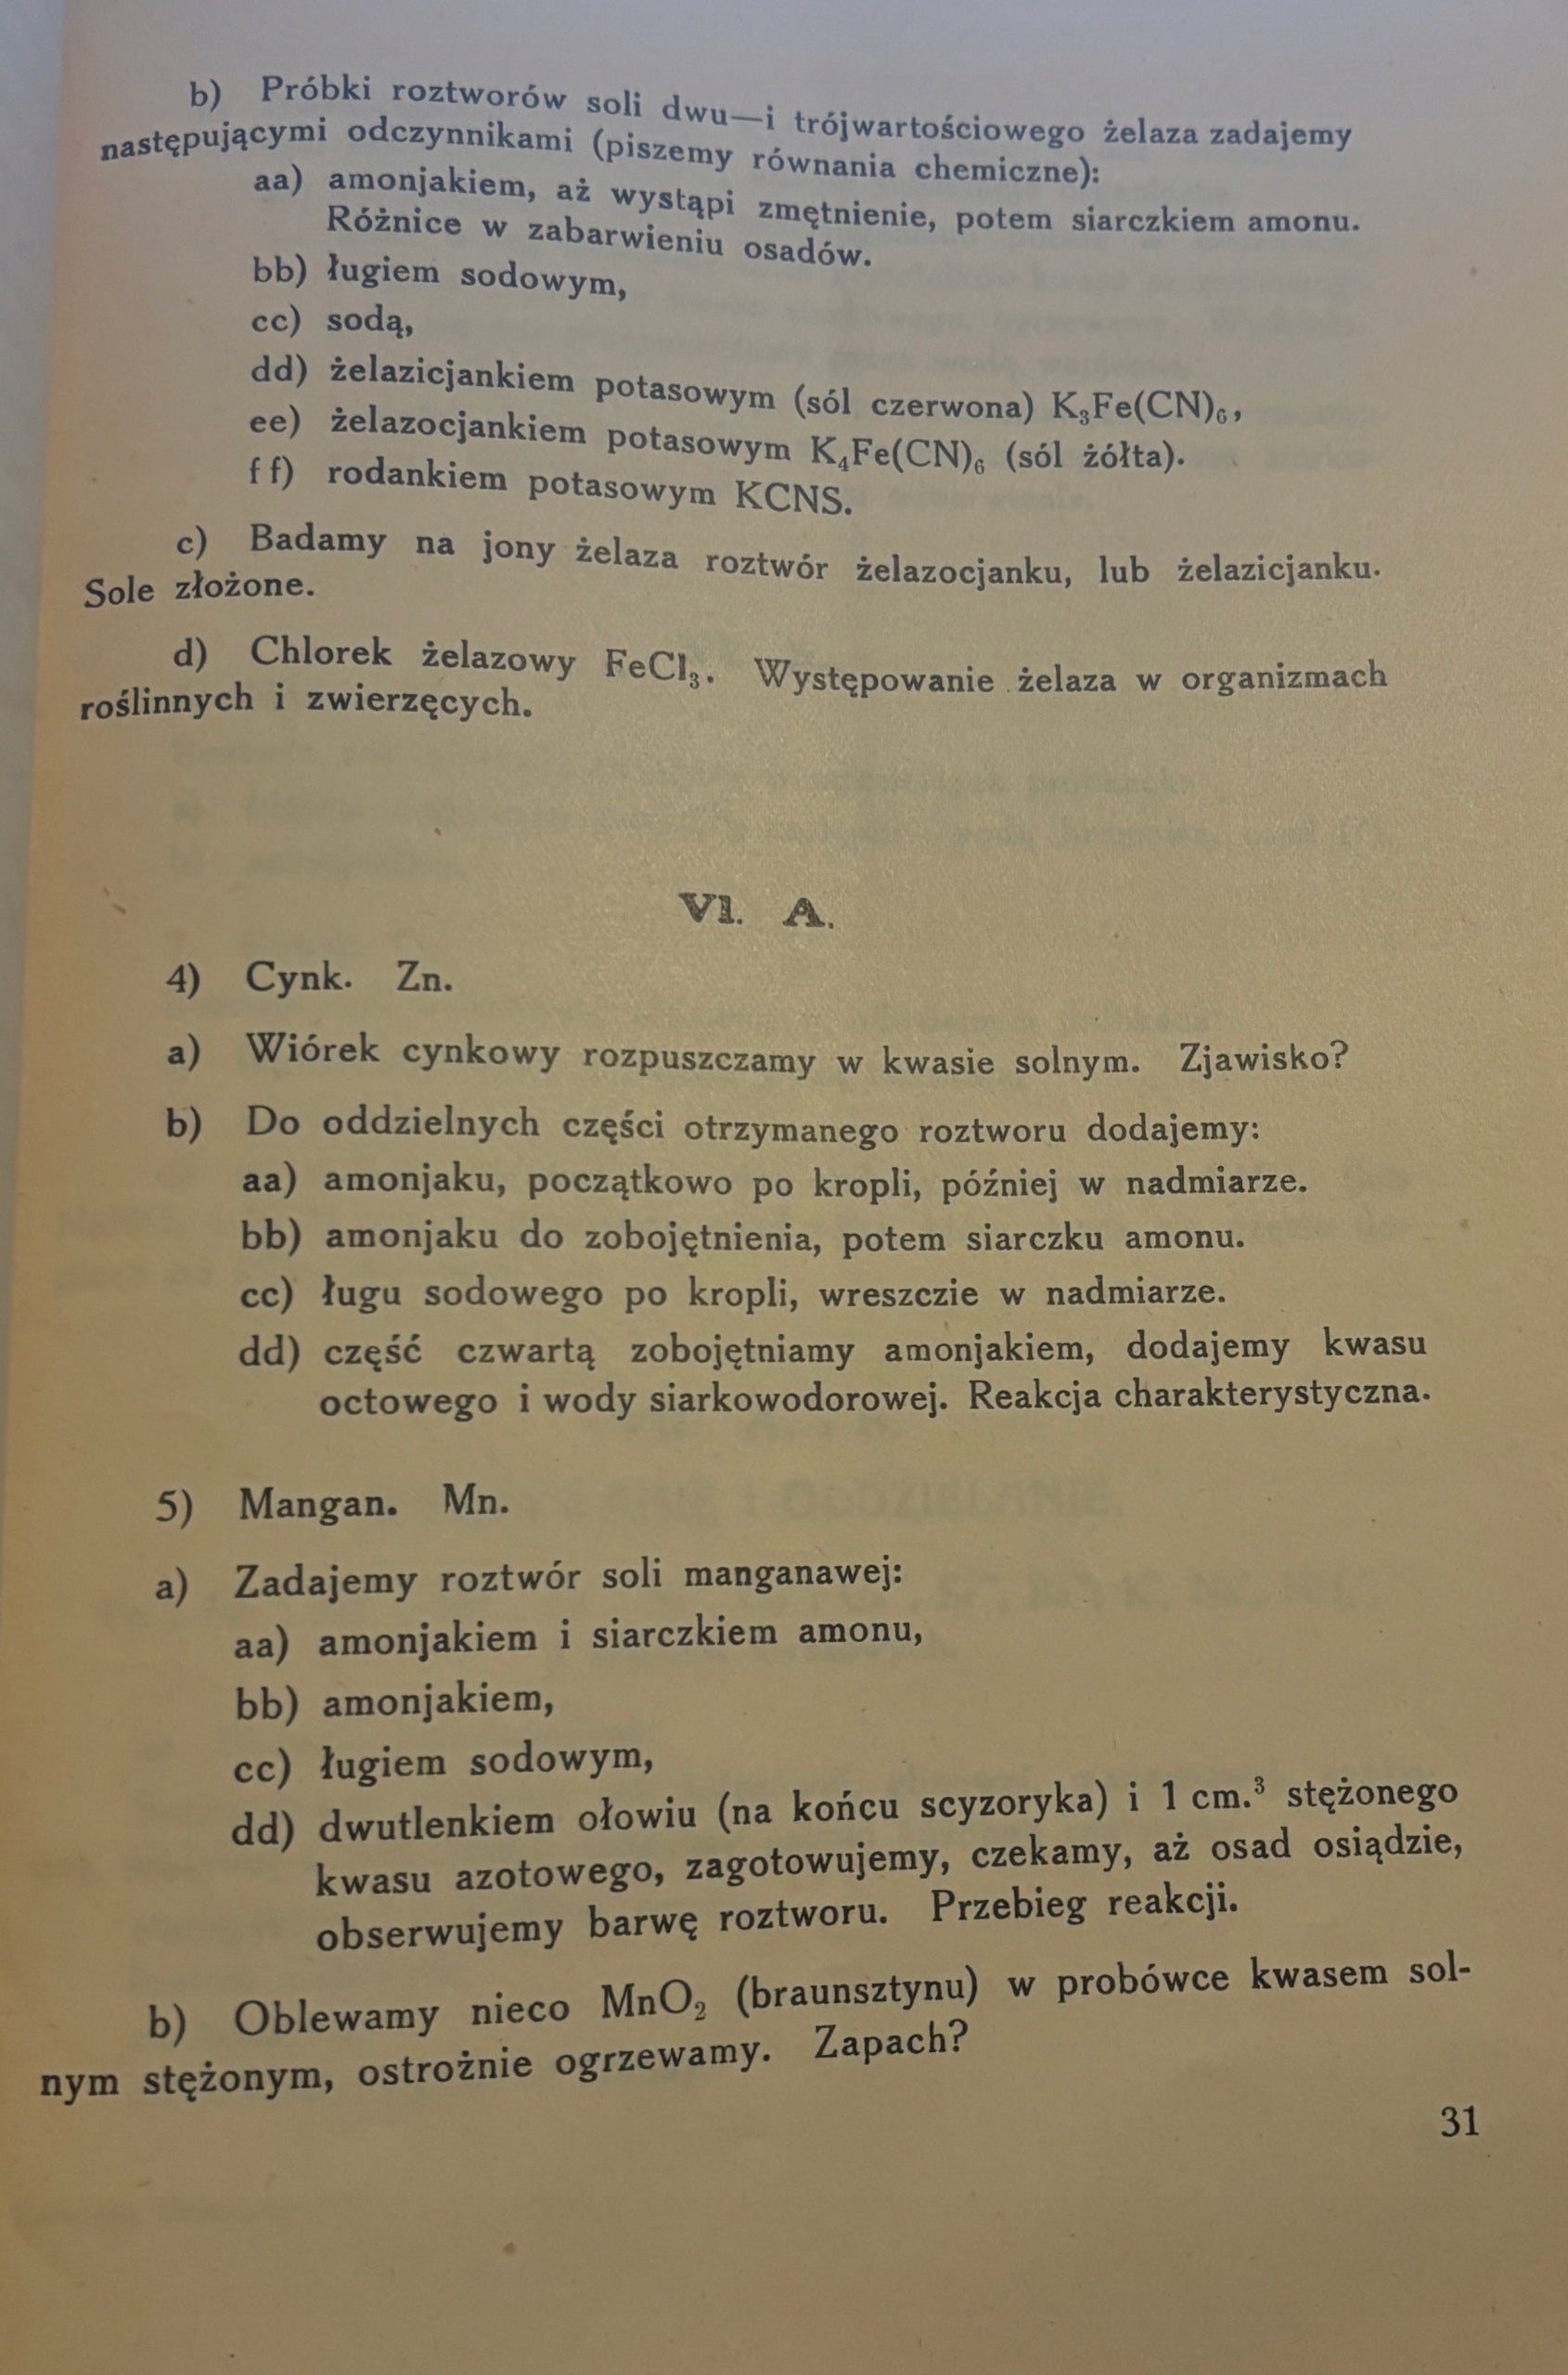 b) Próbki roztworów soli dwu—i trójwartościowego żelaza zadajemy
następującymi odczynnikami (piszemy równania chemiczne):
aa) amonjakiem, aż wystąpi zmętnienie, potem siarczkiem amonu.
Różnice w zabarwieniu osadów.
bb) ługiem sodowym,
cc) sodą,
dd) żelazicjankiem potasowym (sól czerwona) K₃Fe(CN)₆,
ee) żelazocjankiem potasowym K₄Fe(CN)₆ (sól żółta).
ff) rodankiem potasowym KCNS.
c) Badamy na jony żelaza roztwór żelazocjanku, lub żelazicjanku.
Sole złożone.
d) Chlorek żelazowy FeCl₃. Występowanie żelaza w organizmach
roślinnych i zwierzęcych.
VI. A.
4) Cynk. Zn.
a) Wiórek cynkowy rozpuszczamy w kwasie solnym. Zjawisko?
b) Do oddzielnych części otrzymanego roztworu dodajemy:
aa) amonjaku, początkowo po kropli, później w nadmiarze.
bb) amonjaku do zobojętnienia, potem siarczku amonu.
cc) ługu sodowego po kropli, wreszczie w nadmiarze.
dd) część czwartą zobojętniamy amonjakiem, dodajemy kwasu
octowego i wody siarkowodorowej. Reakcja charakterystyczna.
5) Mangan. Mn.
a) Zadajemy roztwór soli manganawej:
aa) amonjakiem i siarczkiem amonu,
bb) amonjakiem,
cc) ługiem sodowym,
dd) dwutlenkiem ołowiu (na końcu scyzoryka) i 1 cm.³ stężonego
kwasu azotowego, zagotowujemy, czekamy, aż osad osiądzie,
obserwujemy barwę roztworu. Przebieg reakcji.
b) Oblewamy nieco MnO₂ (braunsztynu) w probówce kwasem sol-
nym stężonym, ostrożnie ogrzewamy. Zapach?
31